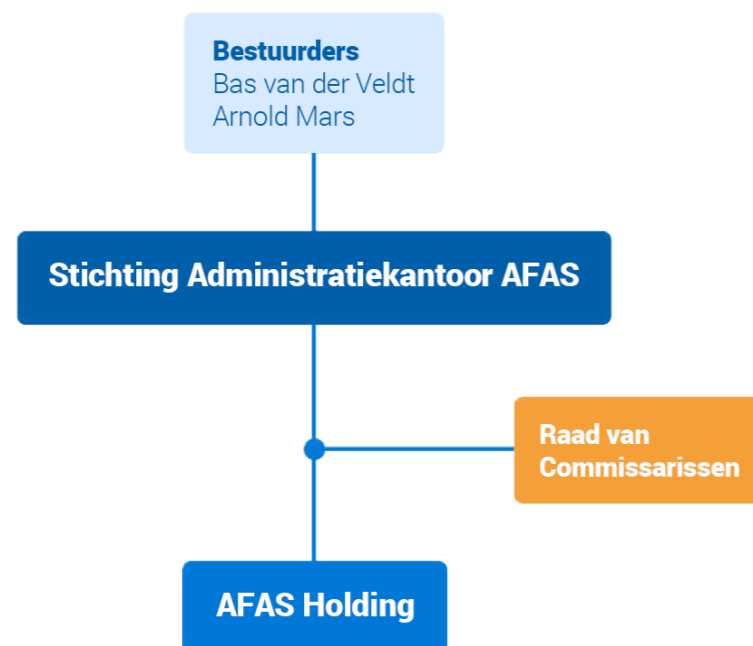 Bestuurders
Bas van der Veldt
Arnold Mars
Stichting Administratiekantoor AFAS
Raad van
Commissarissen
AFAS Holding